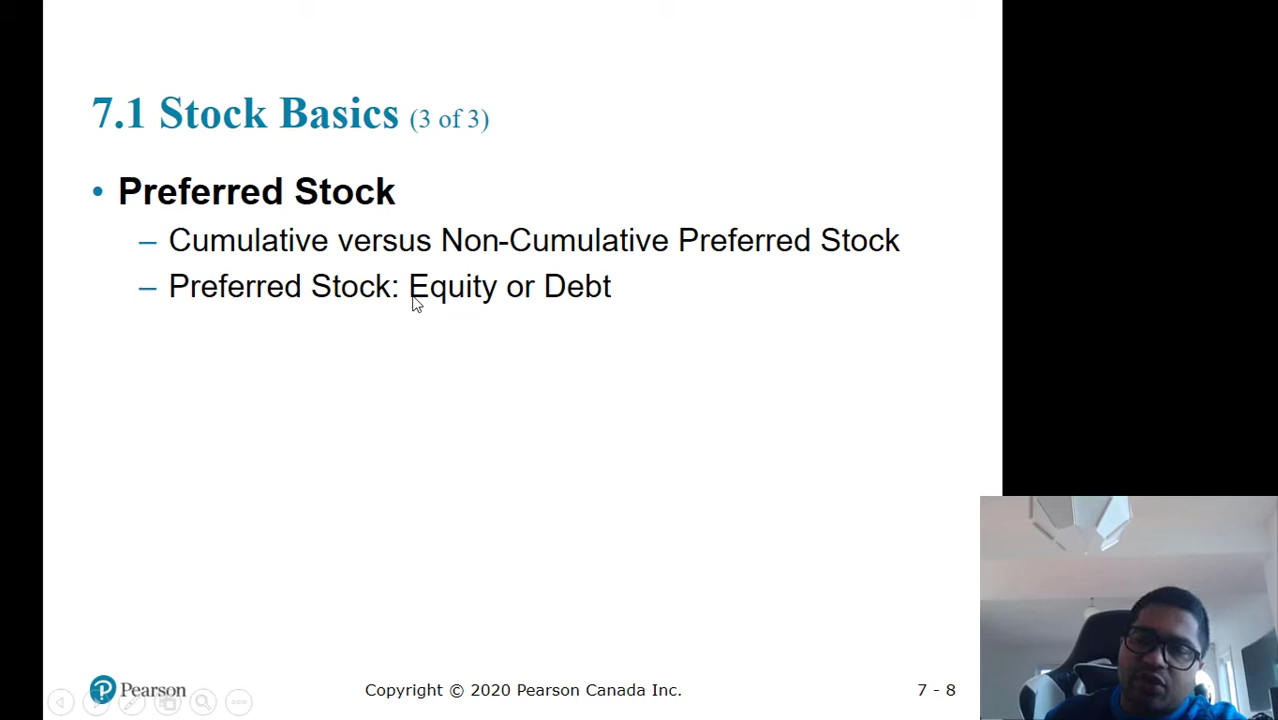 7.1 Stock Basics (3 of 3)
• Preferred Stock
– Cumulative versus Non-Cumulative Preferred Stock
– Preferred Stock: Equity or Debt
Pearson
Copyright © 2020 Pearson Canada Inc.
7 - 8